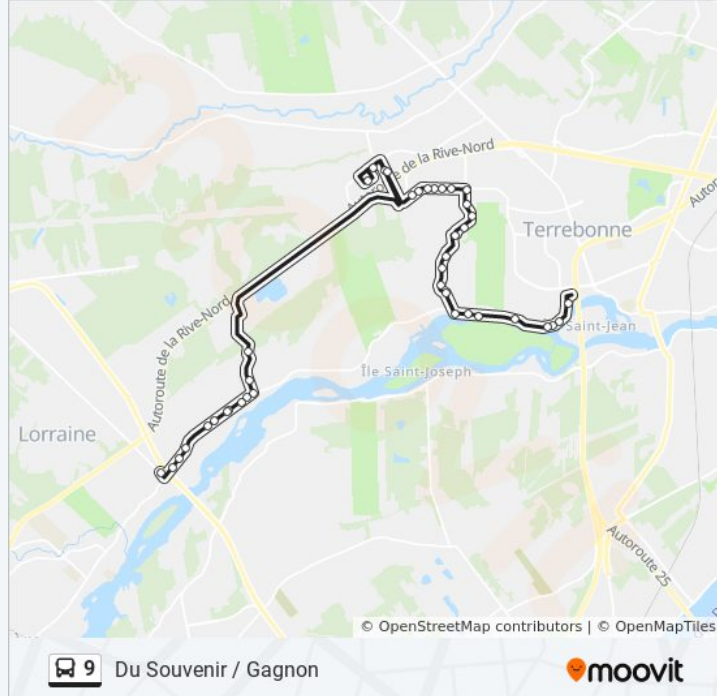 Autoroute de la Rive-Nord
Terrebonne
Saint-Jean
Île Saint-Joseph
Autoroute de la Rive-Nord
Lorraine
Autoroute 25
© OpenStreetMap contributors | © OpenMapTiles
9 Du Souvenir / Gagnon
moovit